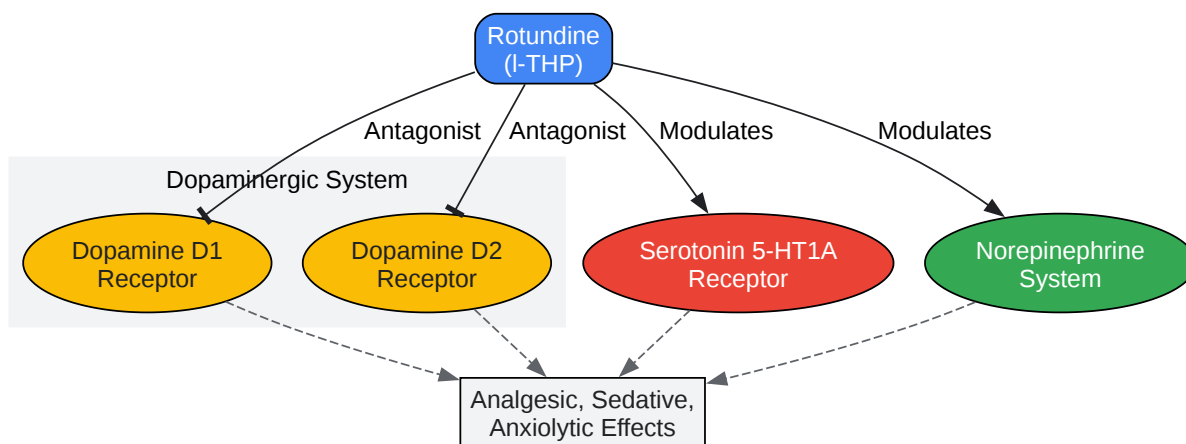 Rotundine
(l-THP)
Antagonist
Antagonist
Modulates
Modulates
Dopaminergic System
Dopamine D1
Receptor
Dopamine D2
Receptor
Serotonin 5-HT1A
Receptor
Norepinephrine
System
Analgesic, Sedative,
Anxiolytic Effects